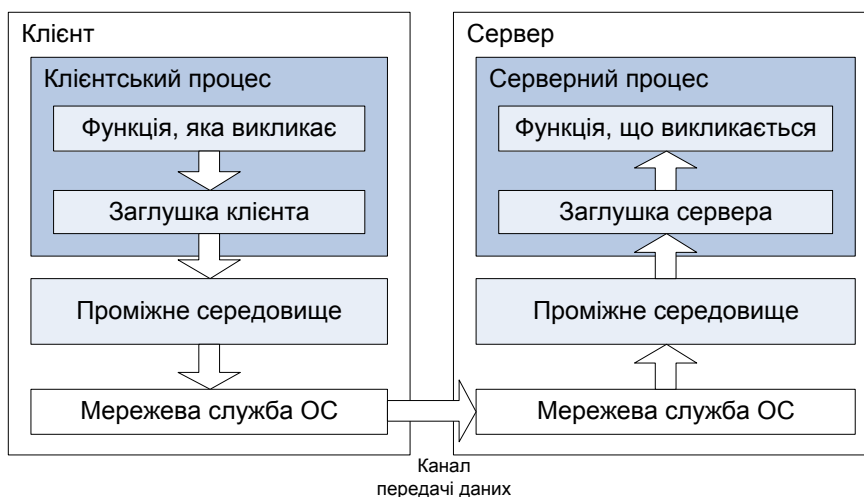 Клієнт
Клієнтський процес
Функція, яка викликає
Заглушка клієнта
Проміжне середовище
Мережева служба ОС
Сервер
Серверний процес
Функція, що викликається
Заглушка сервера
Проміжне середовище
Мережева служба ОС
Канал
передачі даних